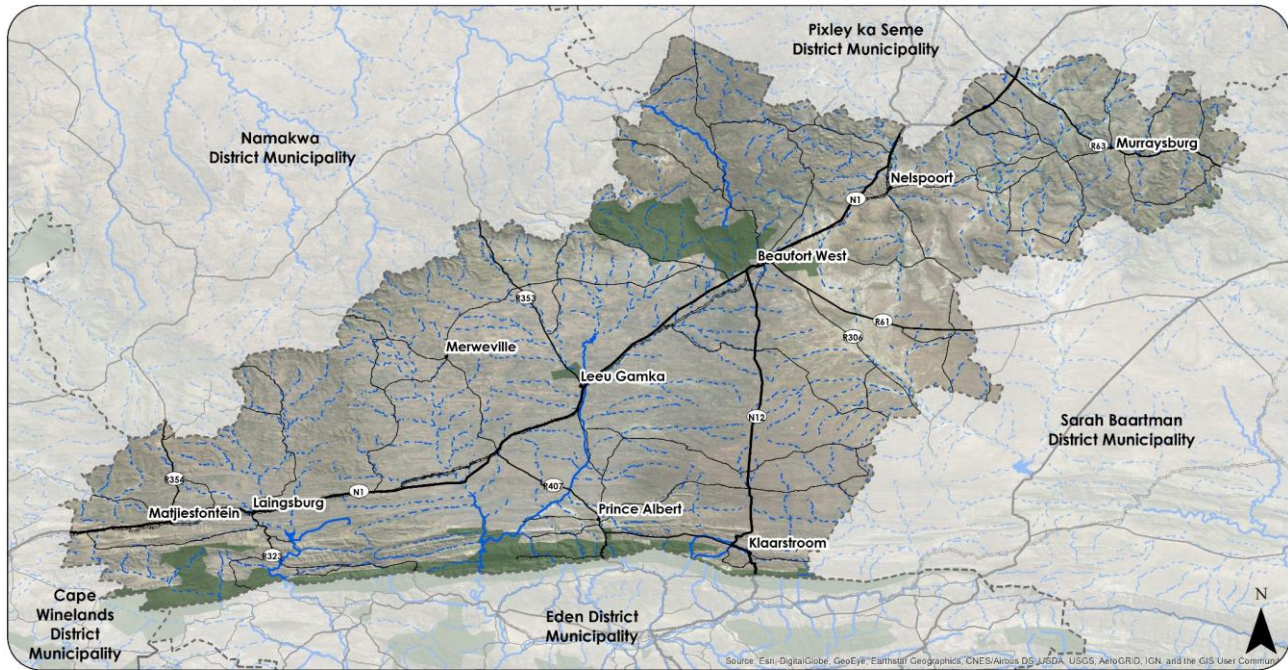 Pixley ka Seme
District Municipality
Namakwa
District Municipality
R63
Murraysburg
Nelspoort
N1
Beaufort West
R353
R61
R306
Merweville
Leeu Gamka
N12
Sarah Baartman
District Municipality
R354
Laingsburg
N1
R407
Matjiesfontein
Prince Albert
Klaarstroom
R323
Cape
Winelands
District
Municipality
Eden District
Municipality
N
Source: Esri, DigitalGlobe, GeoEye, Earthstar Geographics, CNES/Airbus DS, USDA, USGS, AeroGRID, IGN, and the GIS User